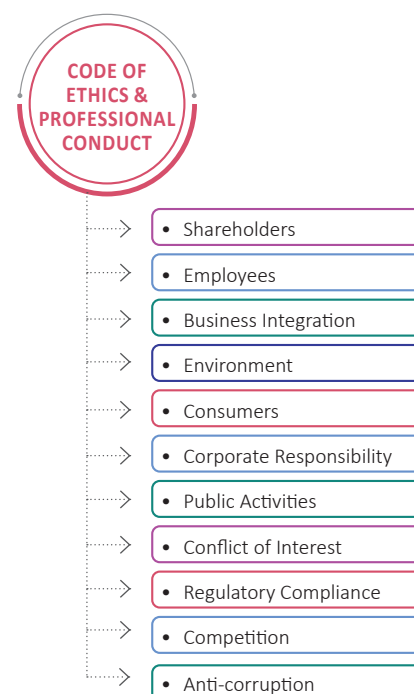 CODE OF
ETHICS &
PROFESSIONAL
CONDUCT
• Shareholders
• Employees
• Business Integration
• Environment
• Consumers
• Corporate Responsibility
• Public Activities
• Conflict of Interest
• Regulatory Compliance
• Competition
• Anti-corruption